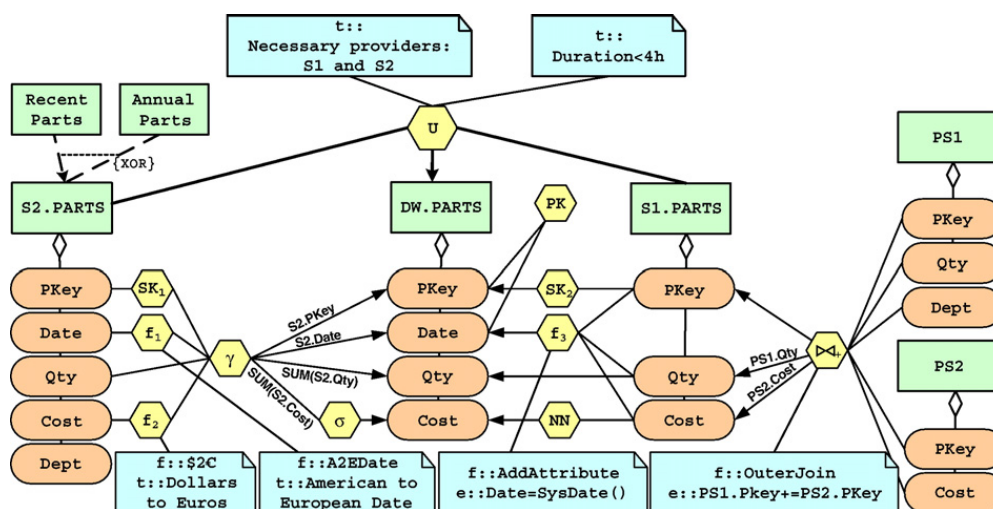 t::
Necessary providers:
S1 and S2
t::
Duration<4h
Recent
Parts
Annual
Parts
{XOR}
U
PS1
S2.PARTS
DW.PARTS
PK
S1.PARTS
PKey
Qty
Dept
PKey
SK₁
S2.PKey
PKey
SK₂
PKey
Date
f₁
S2.Date
Date
f₃
⋈₊
Qty
γ
SUM(S2.Qty)
Qty
PS1.Qty
Qty
PS2
Cost
f₂
SUM(S2.Cost)
σ
Cost
NN
PS2.Cost
Cost
PKey
Cost
Dept
f::$2€
t::Dollars
to Euros
f::A2EDate
t::American to
European Date
f::AddAttribute
e::Date=SysDate()
f::OuterJoin
e::PS1.Pkey+=PS2.PKey